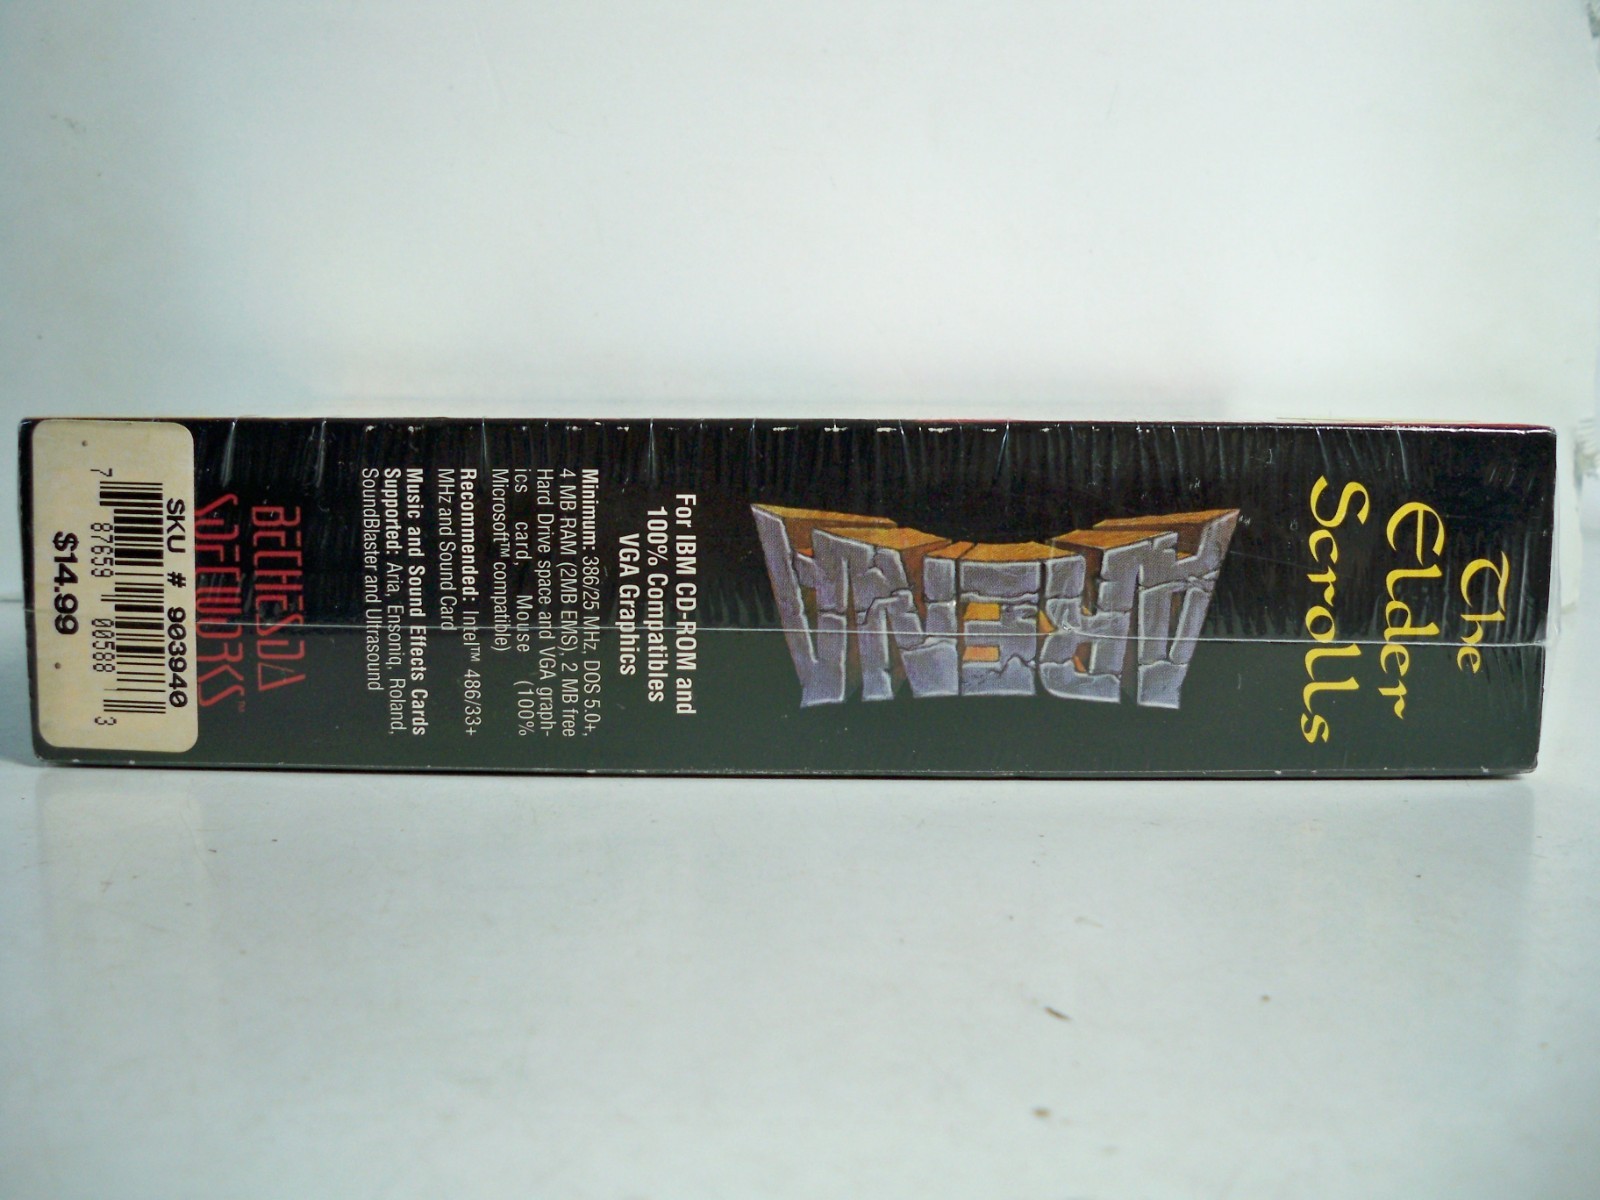 The
Elder
Scrolls
ARENA
For IBM CD-ROM and
100% Compatibles
VGA Graphics
Minimum: 386/25 MHz, DOS 5.0+,
4 MB RAM (2MB EMS), 2 MB free
Hard Drive space and VGA graph-
ics card, Mouse (100%
Microsoft™ compatible)
Recommended: Intel™ 486/33+
MHz and Sound Card
Music and Sound Effects Cards
Supported: Aria, Ensoniq, Roland,
SoundBlaster and Ultrasound
BETHESDA
SOFTWORKS™
SKU # 903940
7 87659 00588 3
$14.99